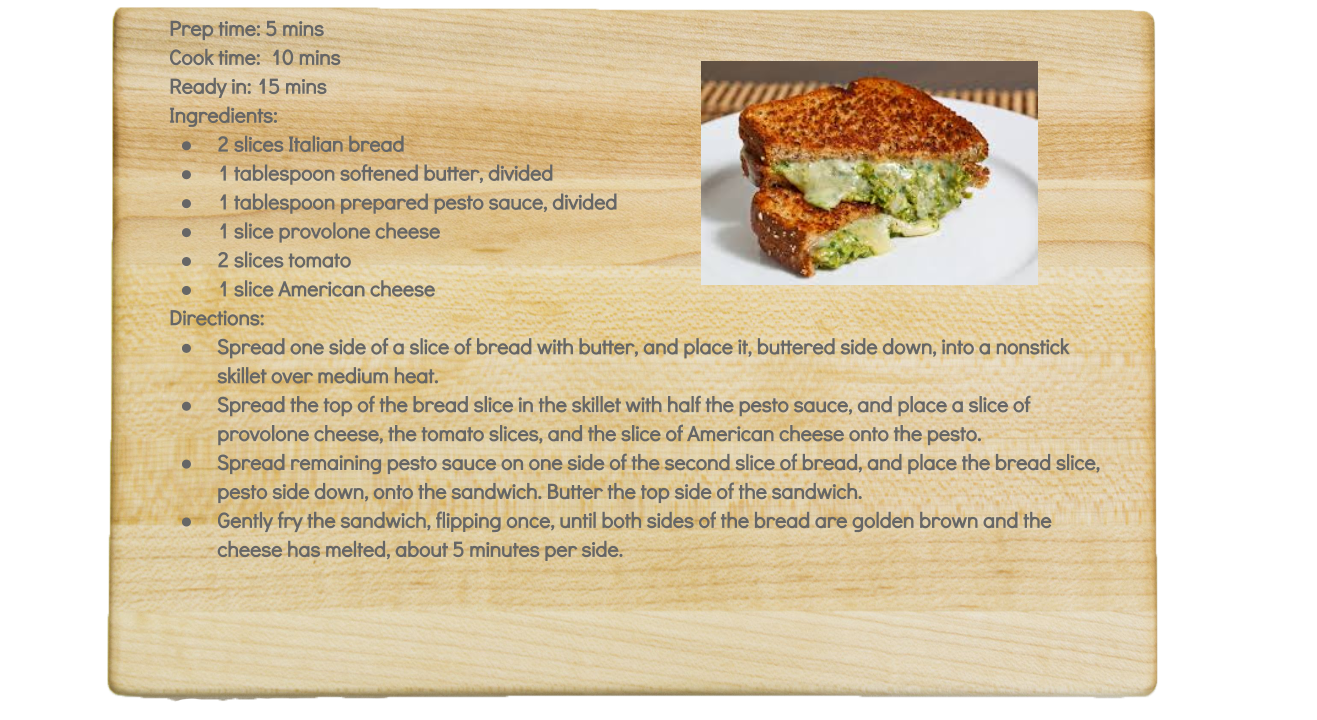 Prep time: 5 mins
Cook time:  10 mins
Ready in: 15 mins
Ingredients:
● 2 slices Italian bread
● 1 tablespoon softened butter, divided
● 1 tablespoon prepared pesto sauce, divided
● 1 slice provolone cheese
● 2 slices tomato
● 1 slice American cheese
Directions:
● Spread one side of a slice of bread with butter, and place it, buttered side down, into a nonstick
skillet over medium heat.
● Spread the top of the bread slice in the skillet with half the pesto sauce, and place a slice of
provolone cheese, the tomato slices, and the slice of American cheese onto the pesto.
● Spread remaining pesto sauce on one side of the second slice of bread, and place the bread slice,
pesto side down, onto the sandwich. Butter the top side of the sandwich.
● Gently fry the sandwich, flipping once, until both sides of the bread are golden brown and the
cheese has melted, about 5 minutes per side.